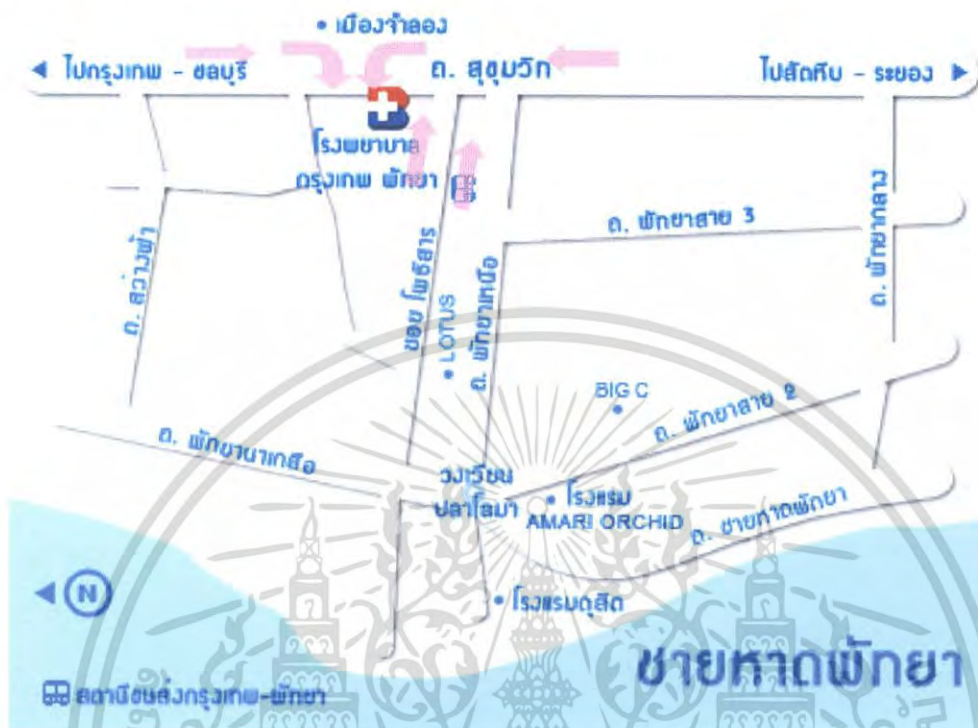 • เมืองจำลอง
◀ ไปกรุงเทพ - ชลบุรี
ถ. สุขุมวิท
ไปสัตหีบ - ระยอง ▶
โรงพยาบาล
กรุงเทพ พัทยา
ถ. พัทยาสาย 3
ถ. พัทยากลาง
ถ. สว่างฟ้า
ซอย โพธิสาร
• LOTUS
ถ. พัทยาเหนือ
BIG C
•
ถ. พัทยาสาย 2
ถ. พัทยานาเกลือ
วงเวียน
ปลาโลมา
• โรงแรม
AMARI ORCHID
ถ. ชายหาดพัทยา
◀ N
• โรงแรมดุสิต
ชายหาดพัทยา
สถานีขนส่งกรุงเทพ-พัทยา